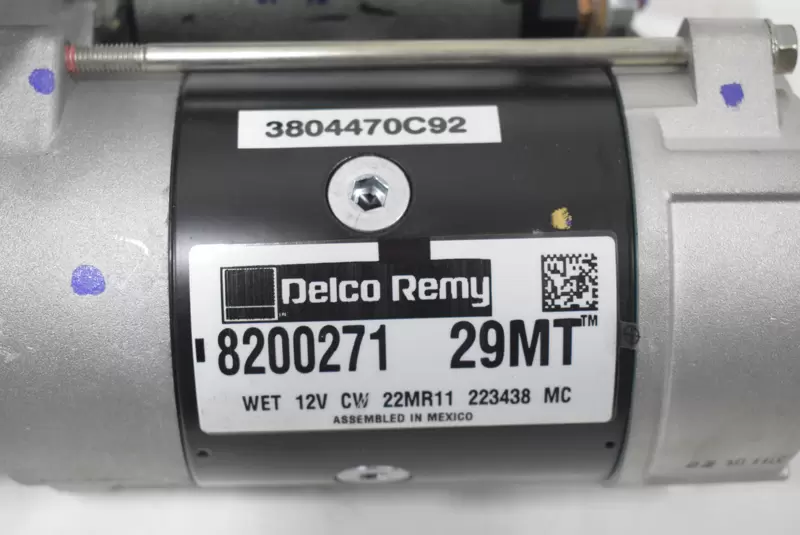 3804470C92
Delco Remy
8200271 29MT™
WET 12V CW 22MR11 223438 MC
ASSEMBLED IN MEXICO